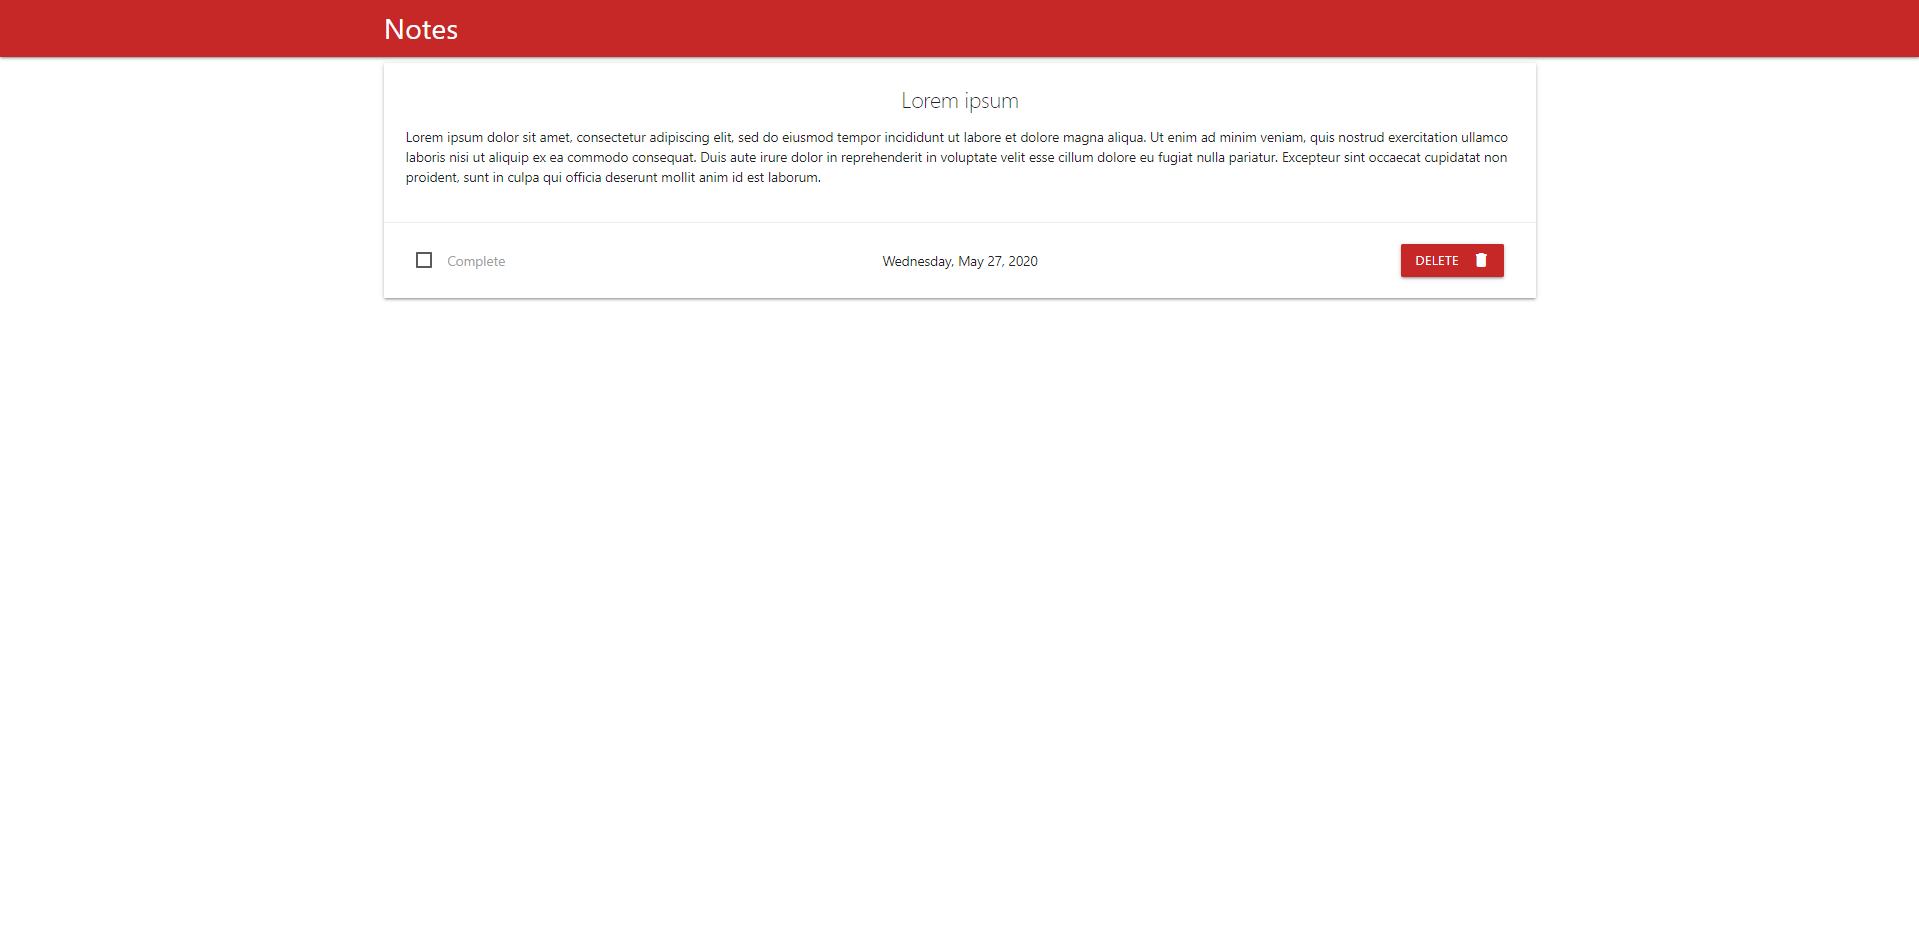 Notes
Lorem ipsum
Lorem ipsum dolor sit amet, consectetur adipiscing elit, sed do eiusmod tempor incididunt ut labore et dolore magna aliqua. Ut enim ad minim veniam, quis nostrud exercitation ullamco
laboris nisi ut aliquip ex ea commodo consequat. Duis aute irure dolor in reprehenderit in voluptate velit esse cillum dolore eu fugiat nulla pariatur. Excepteur sint occaecat cupidatat non
proident, sunt in culpa qui officia deserunt mollit anim id est laborum.
Complete
Wednesday, May 27, 2020
DELETE